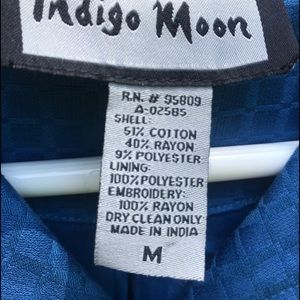 Indigo Moon
R.N. # 95809
A-02585
SHELL:
51% COTTON
40% RAYON
9% POLYESTER
LINING:
100% POLYESTER
EMBROIDERY:
100% RAYON
DRY CLEAN ONLY
MADE IN INDIA
M